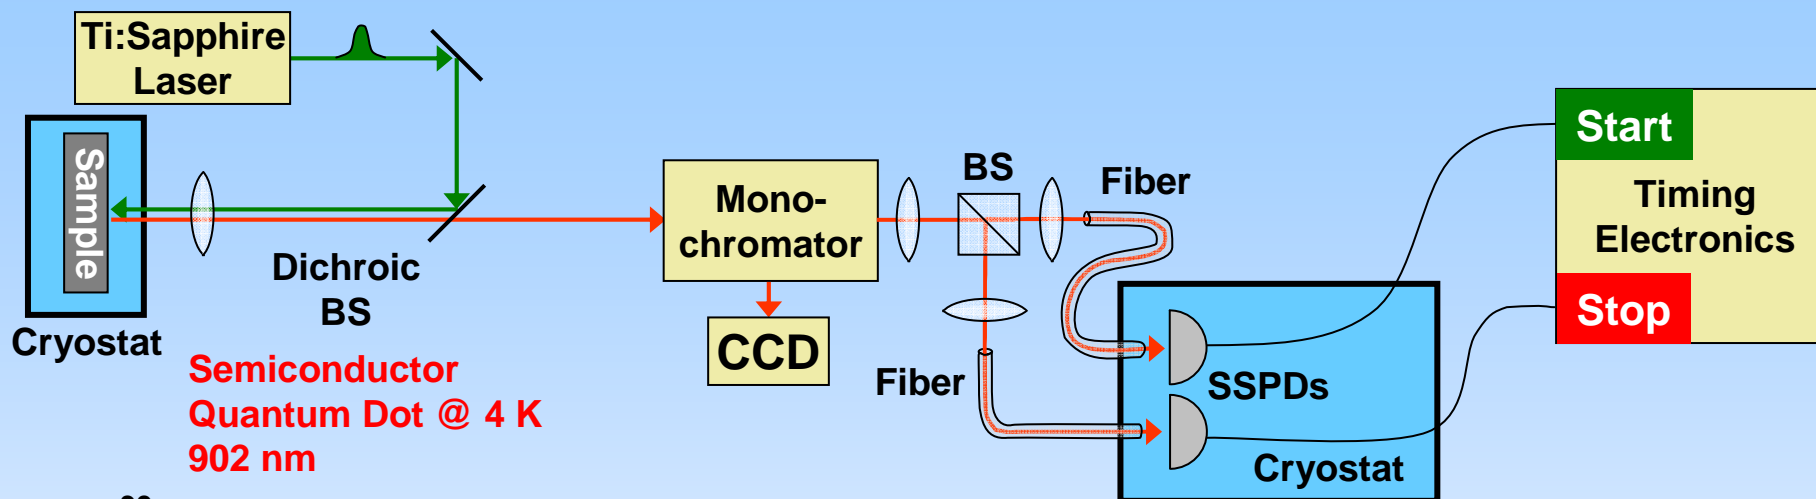 Ti:Sapphire
Laser
Sample
Cryostat
Dichroic
BS
Semiconductor
Quantum Dot @ 4 K
902 nm
Mono-
chromator
CCD
BS
Fiber
Fiber
SSPDs
Cryostat
Start
Timing
Electronics
Stop